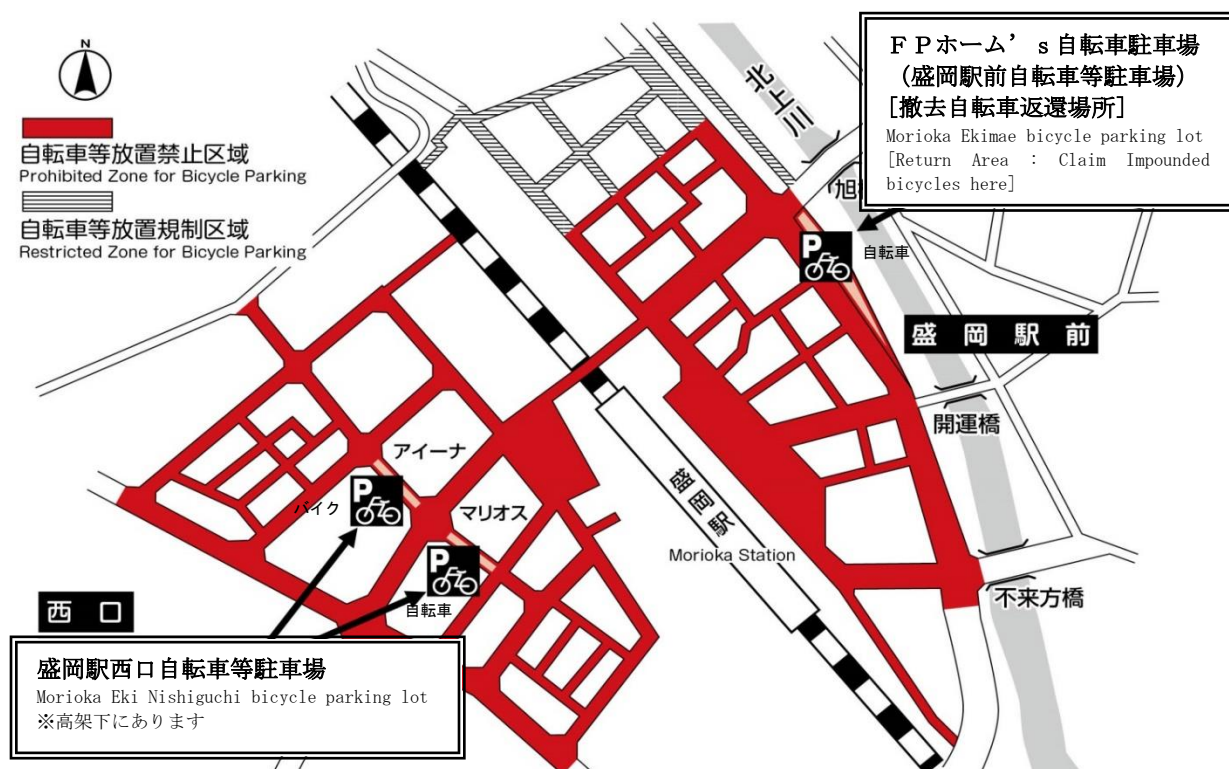 N
自転車等放置禁止区域
Prohibited Zone for Bicycle Parking
自転車等放置規制区域
Restricted Zone for Bicycle Parking
ＦＰホーム’ｓ自転車駐車場
(盛岡駅前自転車等駐車場)
[撤去自転車返還場所]
Morioka Ekimae bicycle parking lot
[Return Area : Claim Impounded
bicycles here]
北上川
旭
P
自転車
盛岡駅前
開運橋
アイーナ
P
バイク
マリオス
盛岡駅
Morioka Station
P
自転車
不来方橋
西口
盛岡駅西口自転車等駐車場
Morioka Eki Nishiguchi bicycle parking lot
※高架下にあります